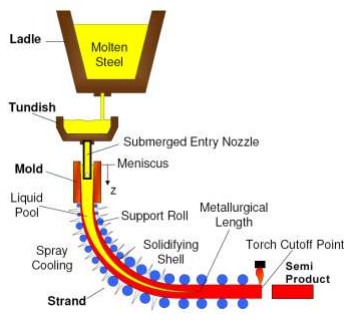 Ladle
Molten
Steel
Tundish
Submerged Entry Nozzle
Meniscus
Mold
z
Liquid
Pool
Support Roll
Metallurgical
Length
Torch Cutoff Point
Spray
Cooling
Solidifying
Shell
Semi
Product
Strand